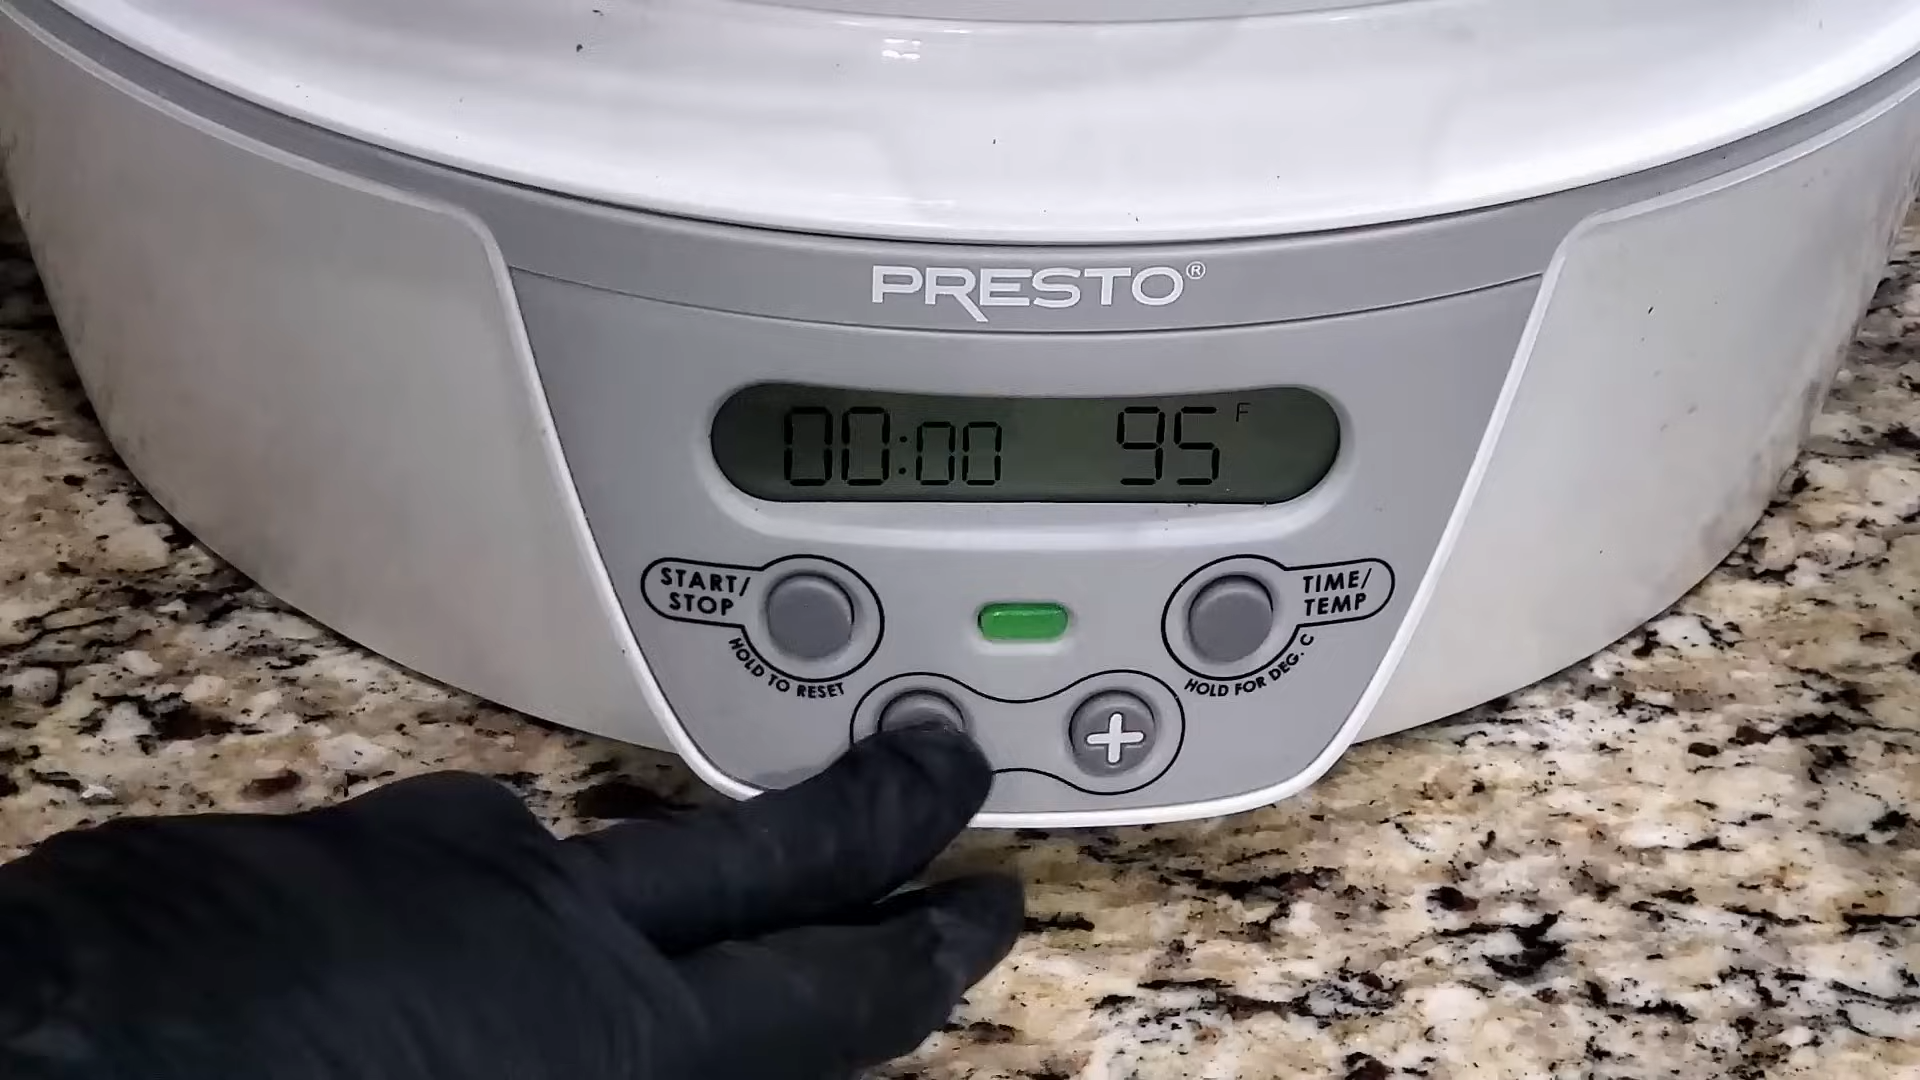 PRESTO®
00:00 95 F
START/
STOP
HOLD TO RESET
TIME/
TEMP
HOLD FOR DEG. C
+